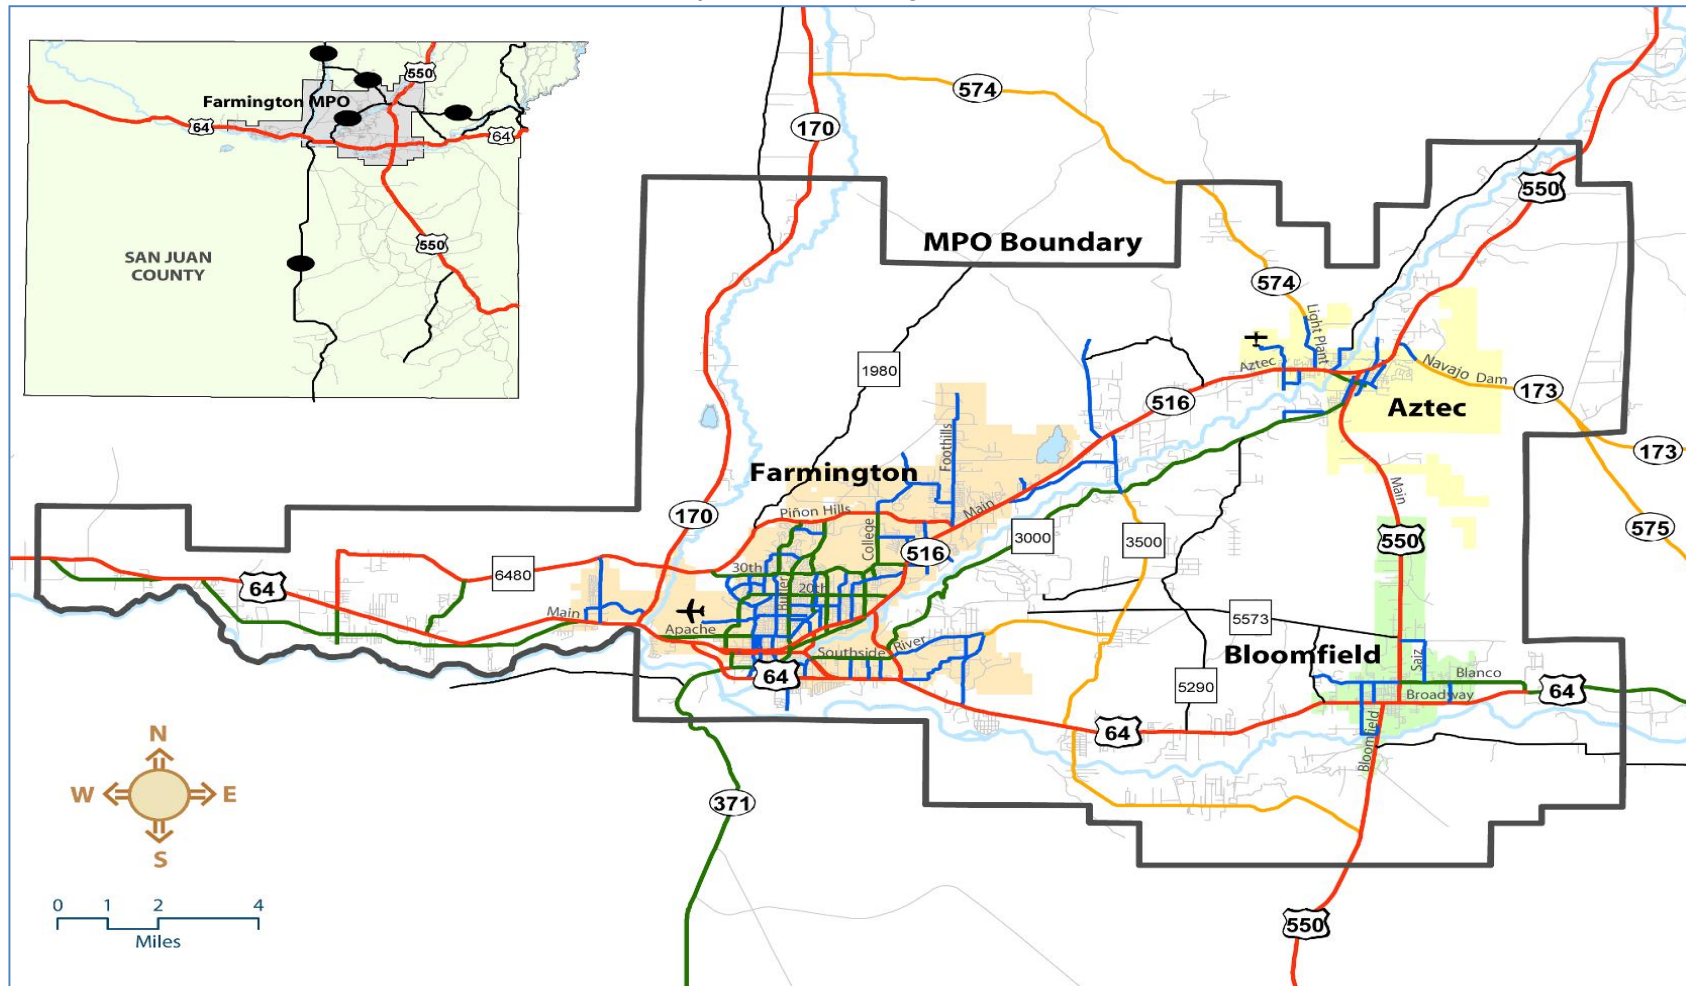 550
Farmington MPO
64
64
SAN JUAN
COUNTY
550
574
170
550
MPO Boundary
574
Light Plant
Aztec
Navajo Dam
173
1980
516
Aztec
Foothills
Farmington
173
Main
170
Piñon Hills
Main
College
575
516
3000
3500
550
6480
64
30th
20th
Butler
Main
Apache
5573
Southside
River
Bloomfield
Saiz
Blanco
64
5290
Broadway
64
64
Bloomfield
N
W
E
S
371
0 1 2 4
Miles
550